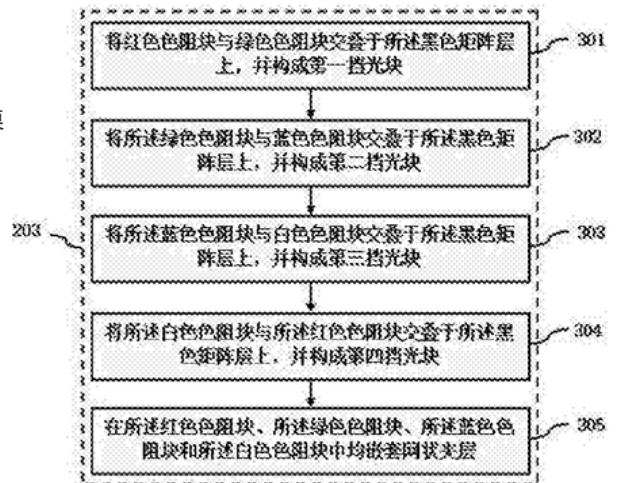 将红色色阻块与绿色色阻块交叠于所述黑色矩阵层
上，并构成第一挡光块
301
将所述绿色色阻块与蓝色色阻块交叠于所述黑色矩
阵层上，并构成第二挡光块
302
203
将所述蓝色色阻块与白色色阻块交叠于所述黑色矩
阵层上，并构成第三挡光块
303
将所述白色色阻块与所述红色色阻块交叠于所述黑
色矩阵层上，并构成第四挡光块
304
在所述红色色阻块、所述绿色色阻块、所述蓝色色
阻块和所述白色色阻块中均嵌套网状夹层
305